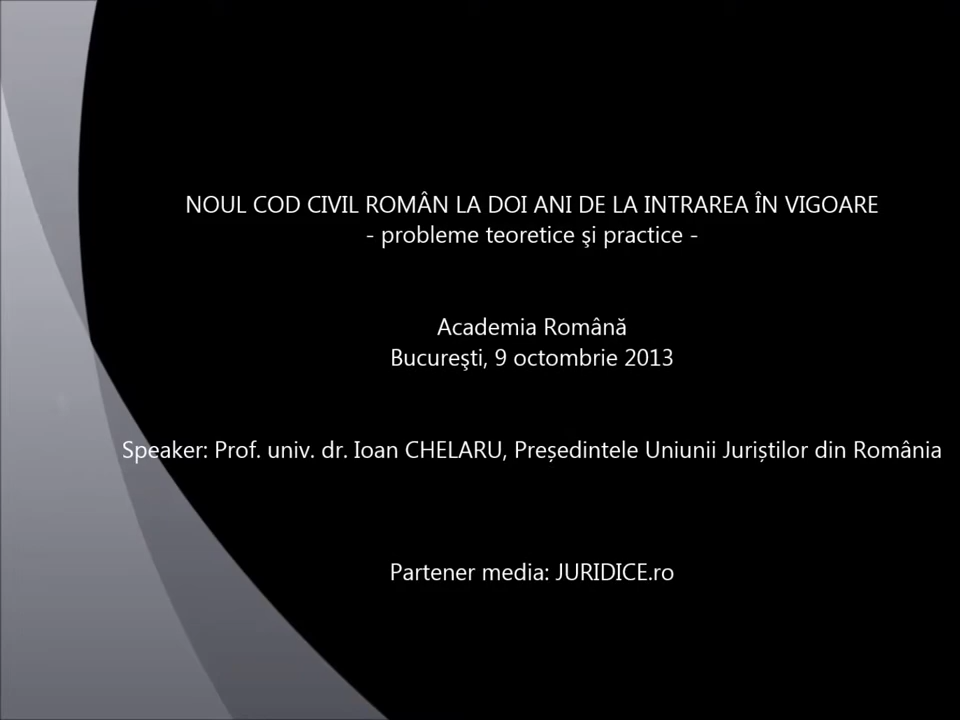 NOUL COD CIVIL ROMÂN LA DOI ANI DE LA INTRAREA ÎN VIGOARE
- probleme teoretice şi practice -
Academia Română
Bucureşti, 9 octombrie 2013
Speaker: Prof. univ. dr. Ioan CHELARU, Președintele Uniunii Juriștilor din România
Partener media: JURIDICE.ro